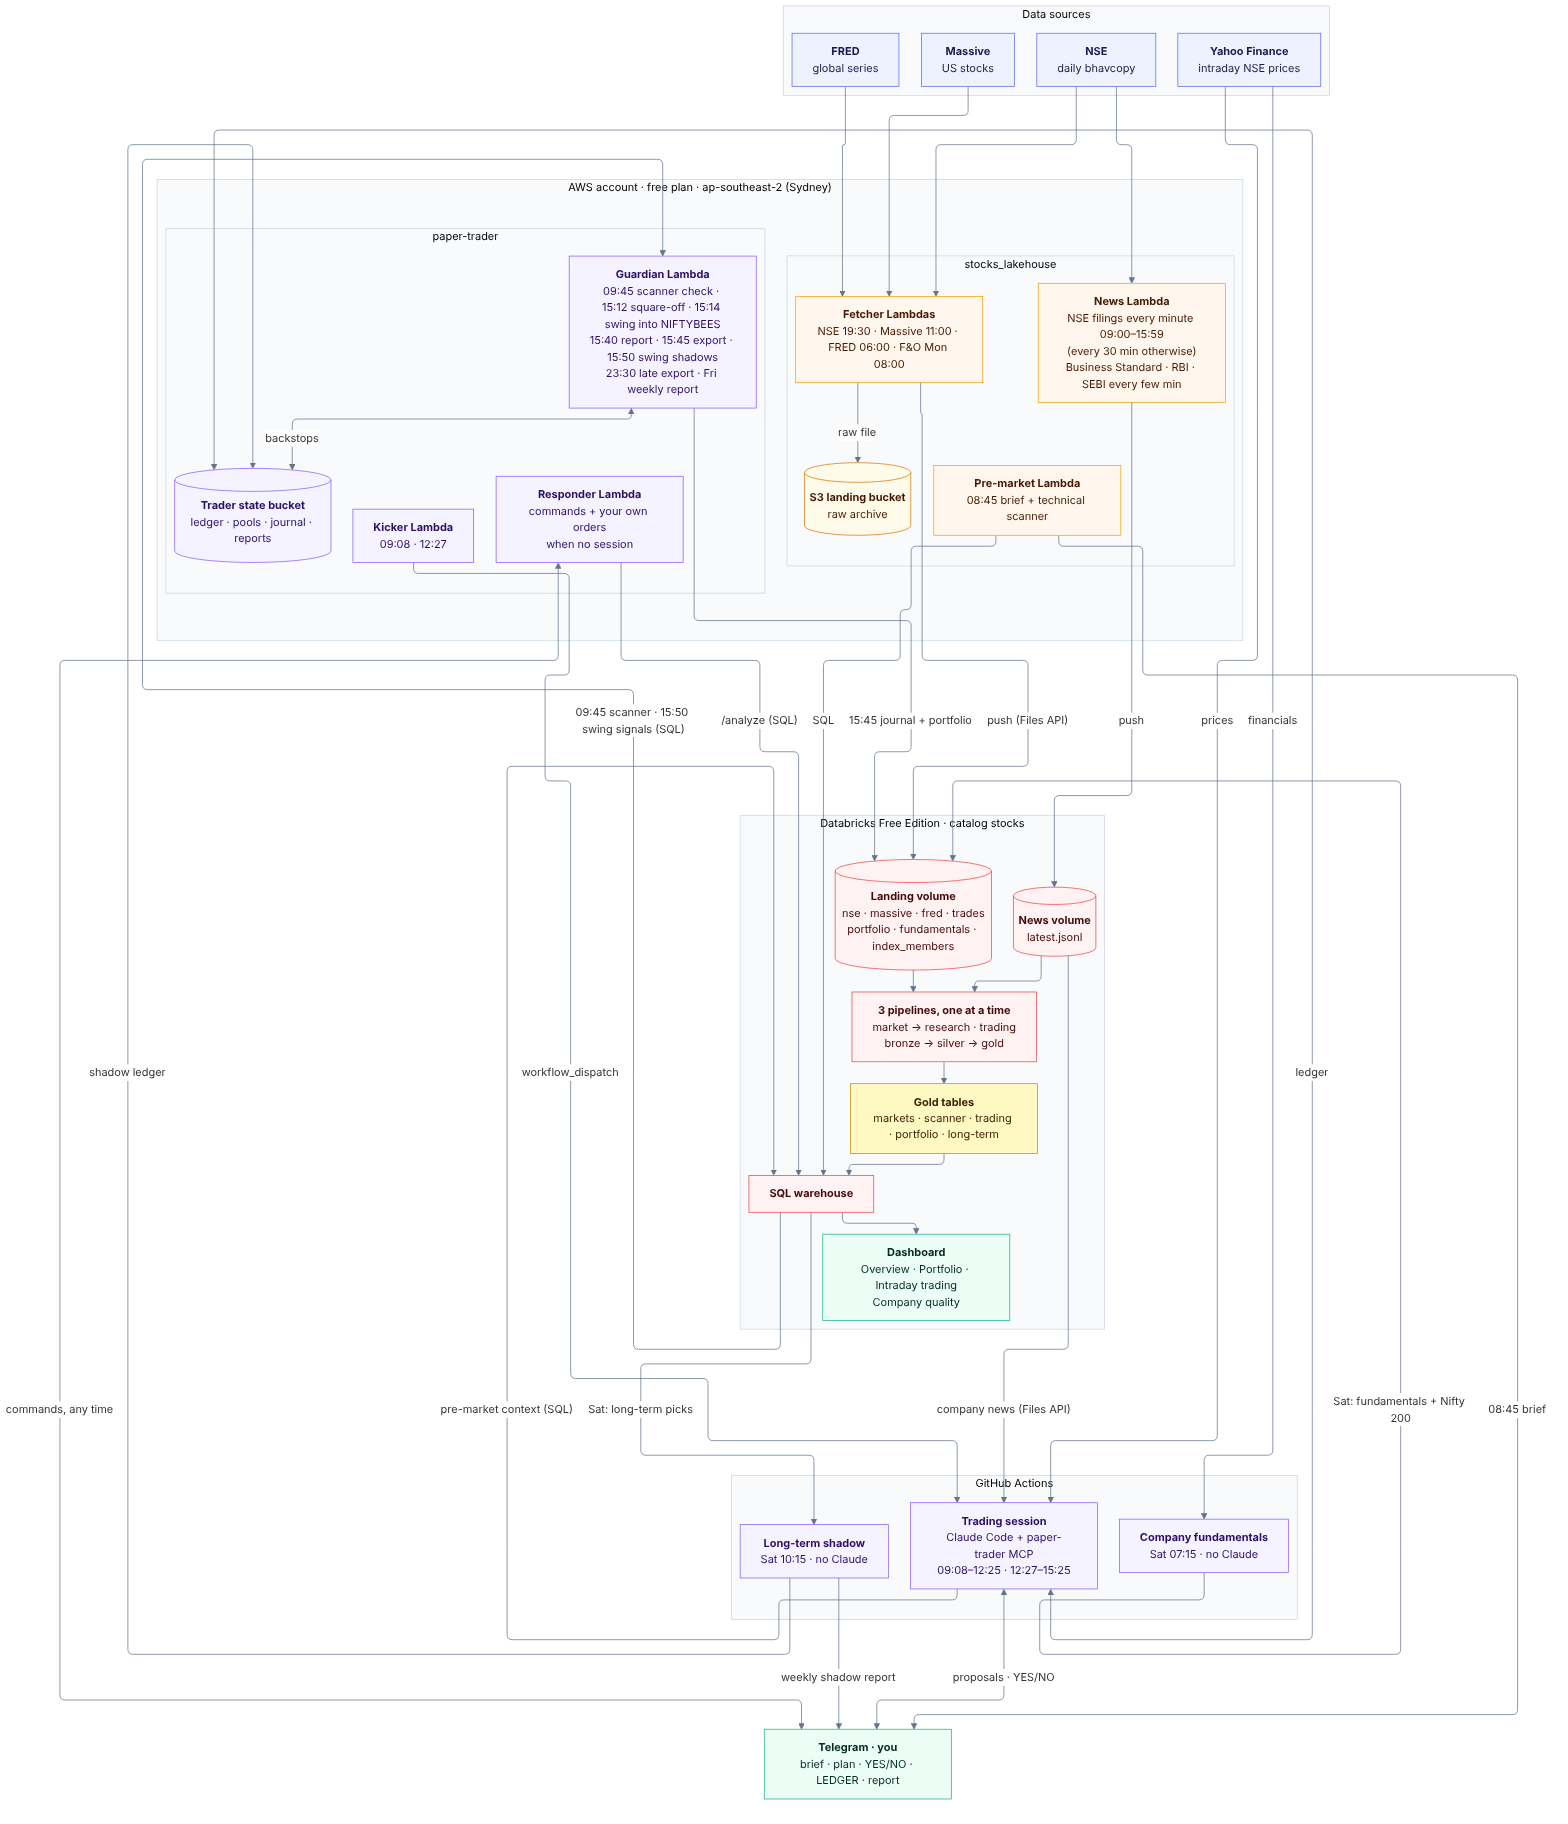 Data sources
FRED
global series
Massive
US stocks
NSE
daily bhavcopy
Yahoo Finance
intraday NSE prices
AWS account · free plan · ap-southeast-2 (Sydney)
paper-trader
Guardian Lambda
09:45 scanner check ·
15:12 square-off · 15:14
swing into NIFTYBEES
15:40 report · 15:45 export ·
15:50 swing shadows
23:30 late export · Fri
weekly report
stocks_lakehouse
Fetcher Lambdas
NSE 19:30 · Massive 11:00 ·
FRED 06:00 · F&O Mon
08:00
News Lambda
NSE filings every minute
09:00–15:59
(every 30 min otherwise)
Business Standard · RBI ·
SEBI every few min
backstops
raw file
Trader state bucket
ledger · pools · journal ·
reports
Kicker Lambda
09:08 · 12:27
Responder Lambda
commands + your own
orders
when no session
S3 landing bucket
raw archive
Pre-market Lambda
08:45 brief + technical
scanner
09:45 scanner · 15:50
swing signals (SQL)
/analyze (SQL)
SQL
15:45 journal + portfolio
push (Files API)
push
prices
financials
Databricks Free Edition · catalog stocks
Landing volume
nse · massive · fred · trades
portfolio · fundamentals ·
index_members
News volume
latest.jsonl
3 pipelines, one at a time
market → research · trading
bronze → silver → gold
shadow ledger
workflow_dispatch
ledger
Gold tables
markets · scanner · trading
· portfolio · long-term
SQL warehouse
Dashboard
Overview · Portfolio ·
Intraday trading
Company quality
commands, any time
pre-market context (SQL)
Sat: long-term picks
company news (Files API)
Sat: fundamentals + Nifty
200
08:45 brief
GitHub Actions
Long-term shadow
Sat 10:15 · no Claude
Trading session
Claude Code + paper-
trader MCP
09:08–12:25 · 12:27–15:25
Company fundamentals
Sat 07:15 · no Claude
weekly shadow report
proposals · YES/NO
Telegram · you
brief · plan · YES/NO ·
LEDGER · report